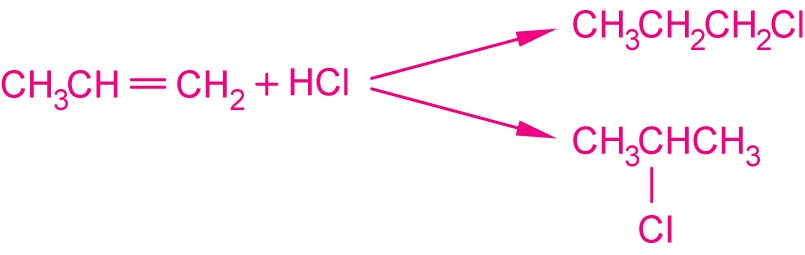 CH₃CH₂CH₂Cl
CH₃CH=CH₂ + HCl
CH₃CHCH₃
|
Cl